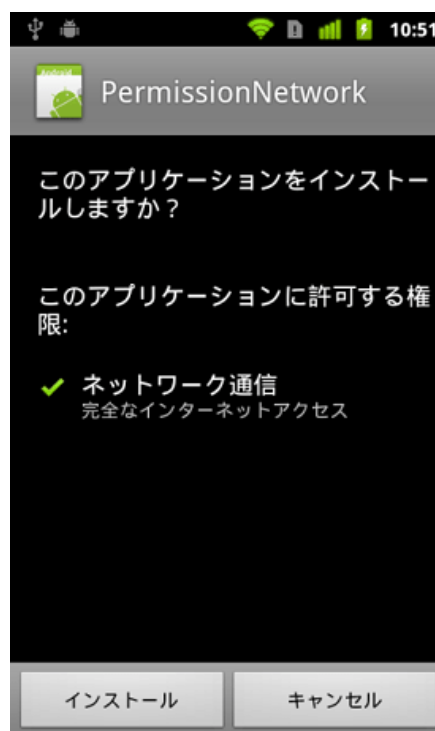 10:51
Android
PermissionNetwork
このアプリケーションをインストー
ルしますか？
このアプリケーションに許可する権
限:
ネットワーク通信
完全なインターネットアクセス
インストール
キャンセル